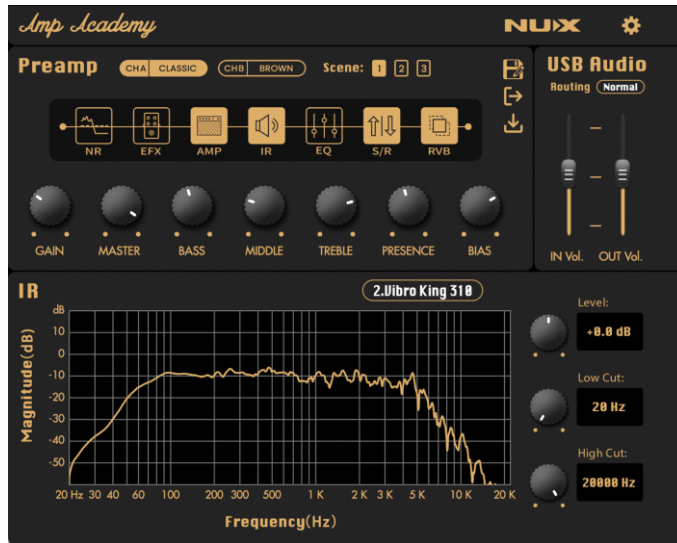 Amp Academy
NUX
Preamp
CHA CLASSIC
CHB BROWN
Scene: 1 2 3
USB Audio
Routing Normal
NR EFX AMP IR EQ S/R RVB
GAIN MASTER BASS MIDDLE TREBLE PRESENCE BIAS
IN Vol. OUT Vol.
IR
2.Vibro King 310
dB
10
0
-10
-20
-30
-40
-50
Magnitude(dB)
20 Hz 30 40 60 100 200 300 500 1 K 2 K 3 K 5 K 10 K 20 K
Frequency(Hz)
Level:
+0.0 dB
Low Cut:
20 Hz
High Cut:
20000 Hz